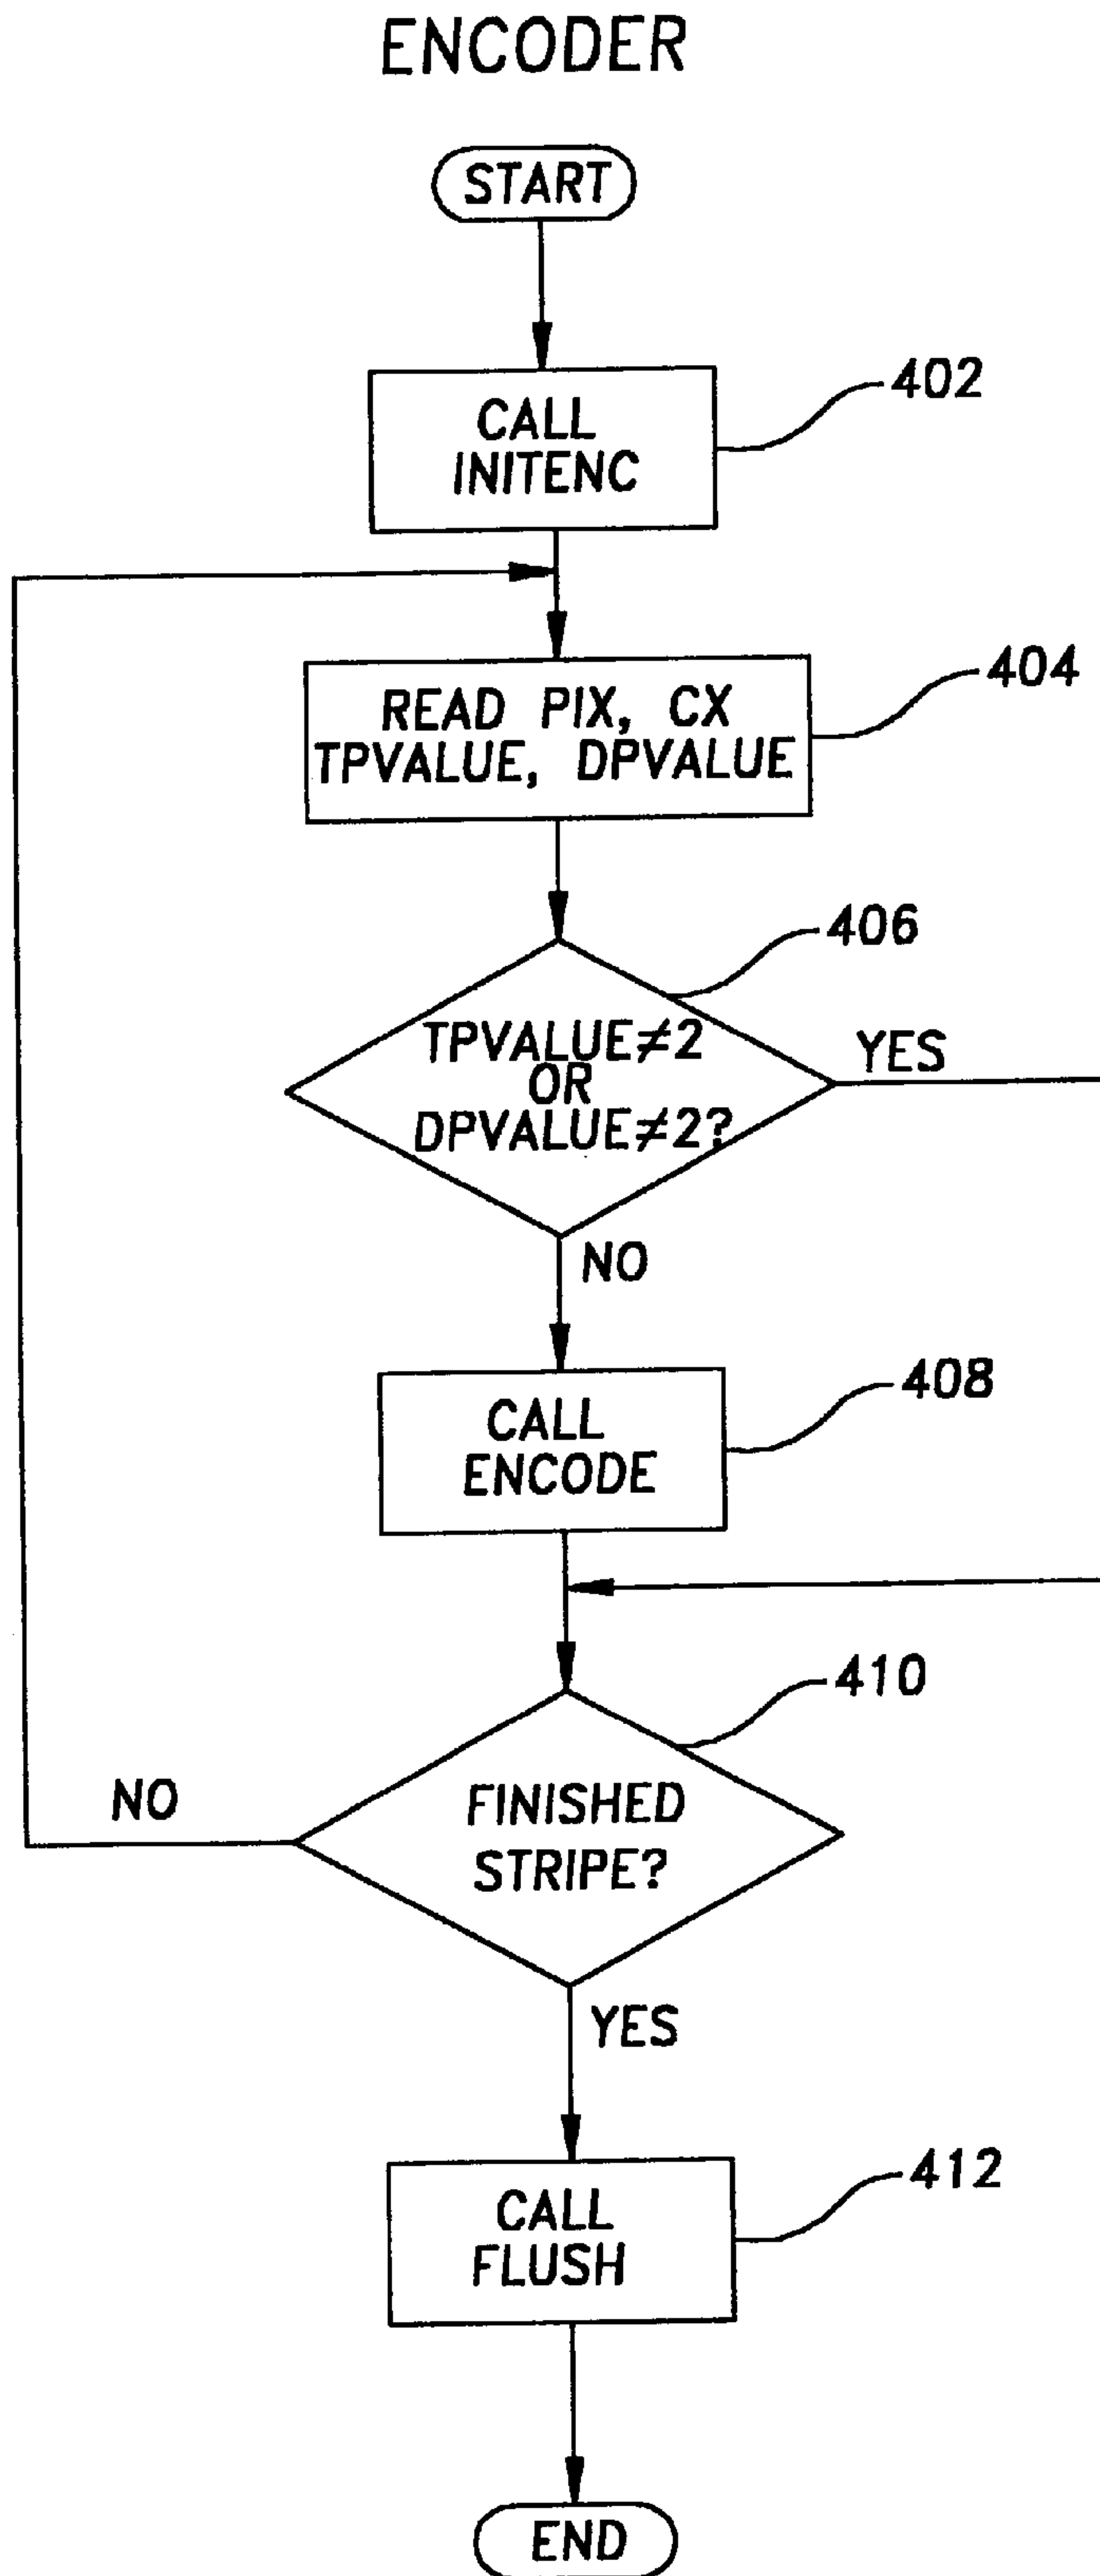 ENCODER
START
402
CALL
INITENC
404
READ PIX, CX
TPVALUE, DPVALUE
406
TPVALUE≠2
OR
DPVALUE≠2?
YES
NO
408
CALL
ENCODE
410
FINISHED
STRIPE?
NO
YES
412
CALL
FLUSH
END